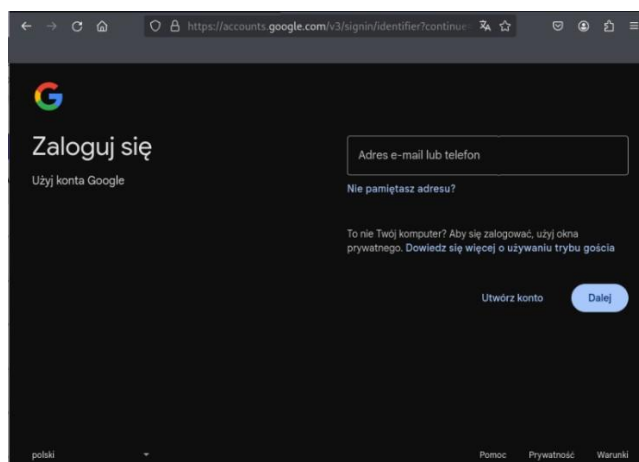 https://accounts.google.com/v3/signin/identifier?continue=
Zaloguj się
Użyj konta Google
Adres e-mail lub telefon
Nie pamiętasz adresu?
To nie Twój komputer? Aby się zalogować, użyj okna
prywatnego. Dowiedz się więcej o używaniu trybu gościa
Utwórz konto
Dalej
polski
Pomoc
Prywatność
Warunki